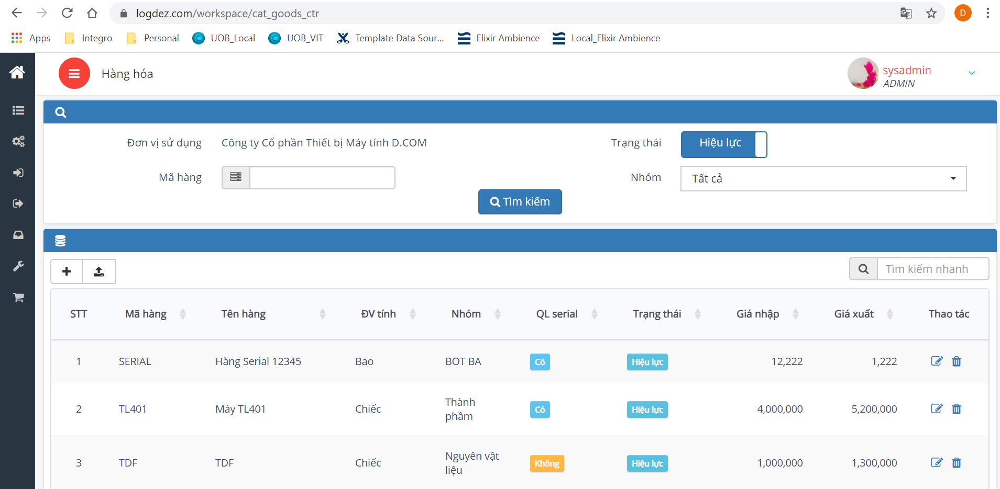 logdez.com/workspace/cat_goods_ctr
D
Apps Integro Personal UOB_Local UOB_VIT Template Data Sour... Elixir Ambience Local_Elixir Ambience
Hàng hóa
sysadmin
ADMIN
Đơn vị sử dụng Công ty Cổ phần Thiết bị Máy tính D.COM Trạng thái Hiệu lực
Mã hàng Nhóm Tất cả
Tìm kiếm
Tìm kiếm nhanh
STT Mã hàng Tên hàng ĐV tính Nhóm QL serial Trạng thái Giá nhập Giá xuất Thao tác
1 SERIAL Hàng Serial 12345 Bao BOT BA Có Hiệu lực 12,222 1,222
2 TL401 Máy TL401 Chiếc Thành phầm Có Hiệu lực 4,000,000 5,200,000
3 TDF TDF Chiếc Nguyên vật liệu Không Hiệu lực 1,000,000 1,300,000